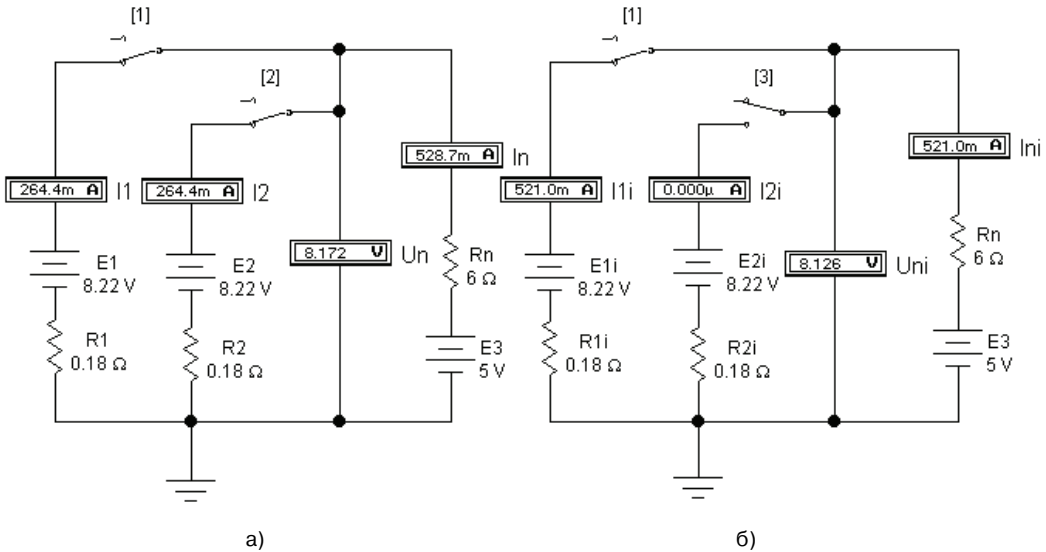 [1]
[2]
264.4m A I1
264.4m A I2
528.7m A In
E1
8.22 V
E2
8.22 V
8.172 V Un
Rn
6 Ω
R1
0.18 Ω
R2
0.18 Ω
E3
5 V
а)
[1]
[3]
521.0m A I1i
0.000µ A I2i
521.0m A Ini
E1i
8.22 V
E2i
8.22 V
8.126 V Uni
Rn
6 Ω
R1i
0.18 Ω
R2i
0.18 Ω
E3
5 V
б)